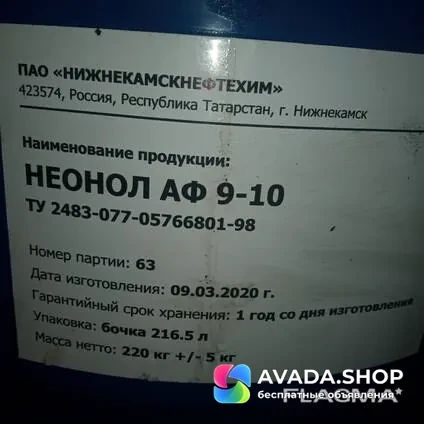 ПАО «НИЖНЕКАМСКНЕФТЕХИМ»
423574, Россия, Республика Татарстан, г. Нижнекамск
Наименование продукции:
НЕОНОЛ АФ 9-10
ТУ 2483-077-05766801-98
Номер партии: 63
Дата изготовления: 09.03.2020 г.
Гарантийный срок хранения: 1 год со дня изготовления
Упаковка: бочка 216.5 л
Масса нетто: 220 кг +/- 5 кг
AVADA.SHOP
бесплатные объявления
FLAGMA